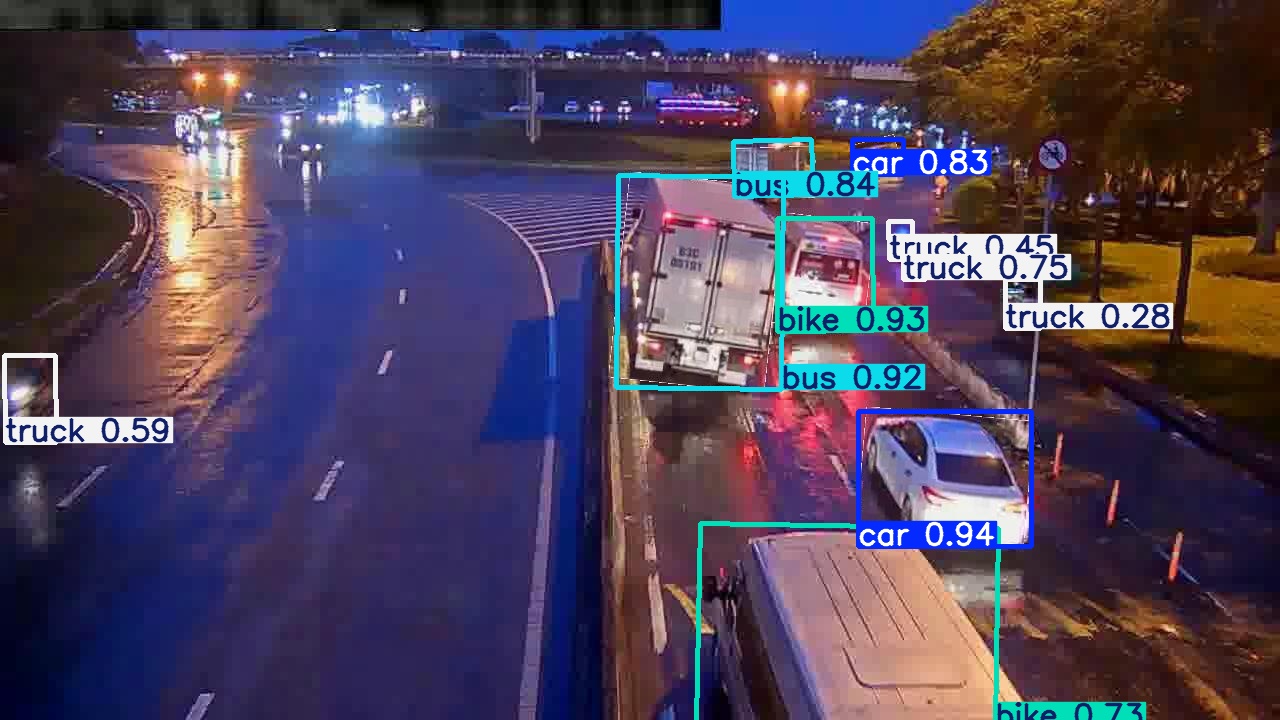 car 0.83
bus 0.84
truck 0.45
truck 0.75
63C
truck 0.28
bike 0.93
bus 0.92
truck 0.59
car 0.94
bike 0.73